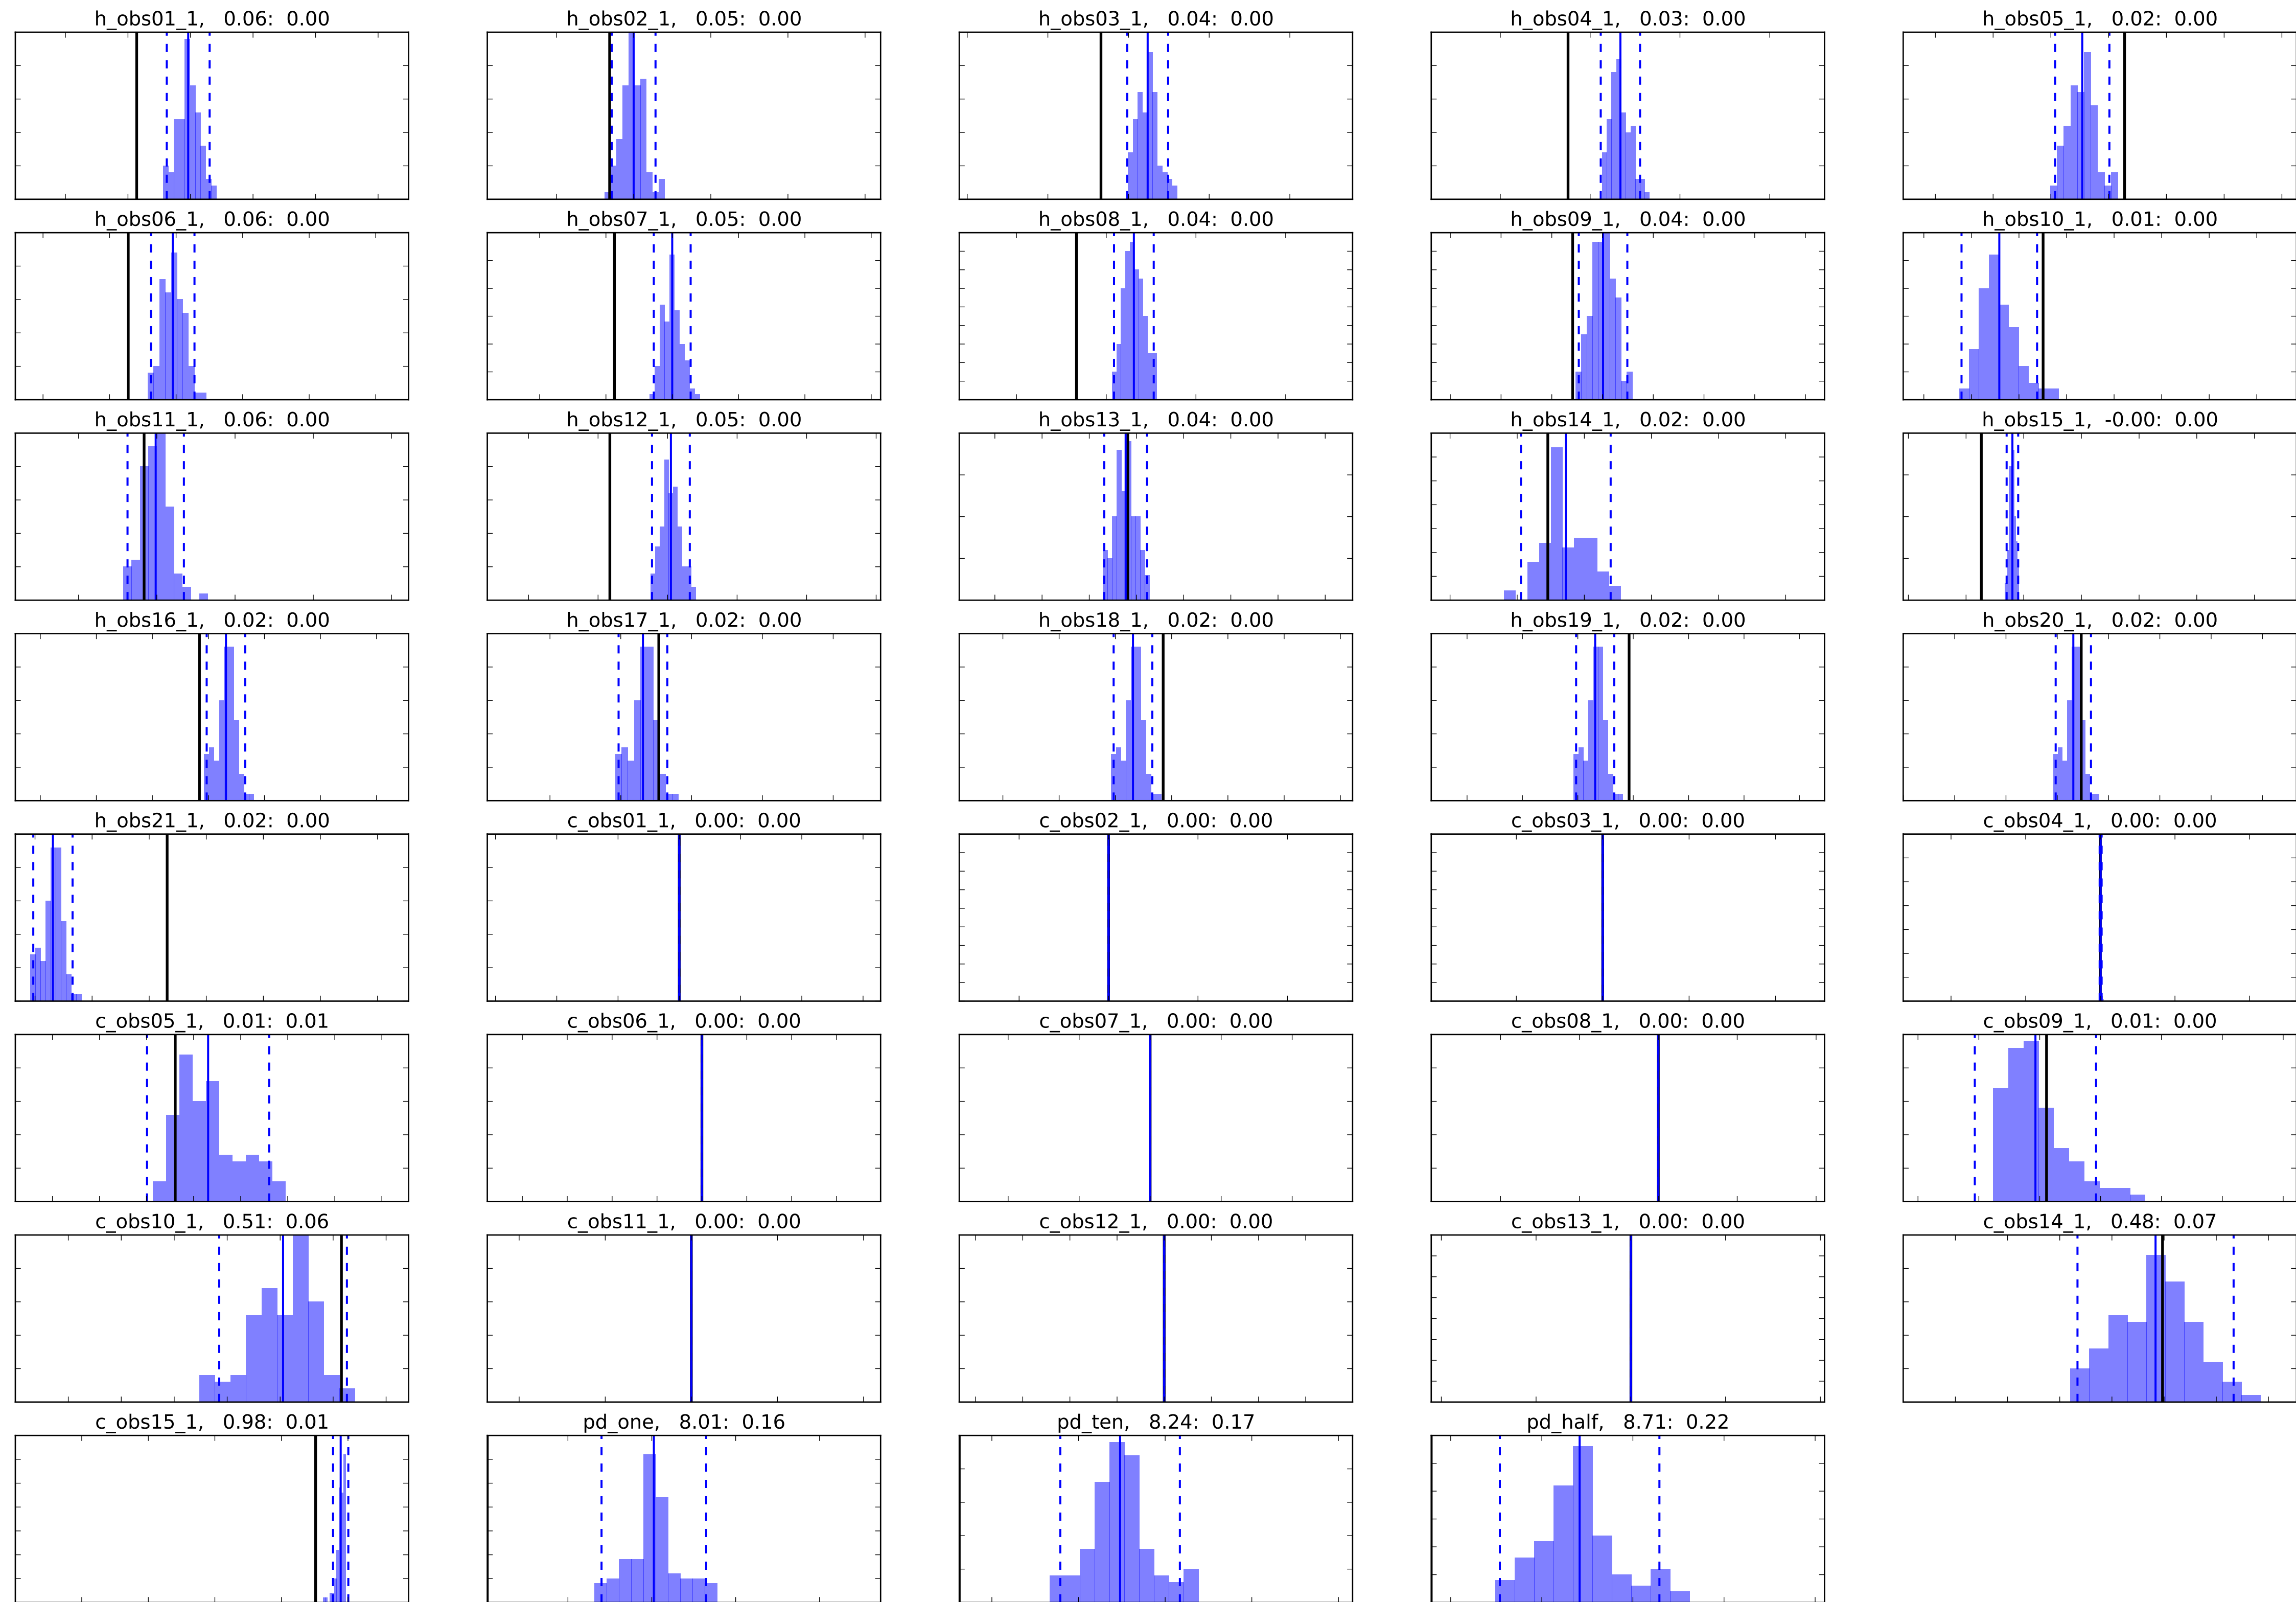 h_obs01_1,   0.06:  0.00
h_obs02_1,   0.05:  0.00
h_obs03_1,   0.04:  0.00
h_obs04_1,   0.03:  0.00
h_obs05_1,   0.02:  0.00
h_obs06_1,   0.06:  0.00
h_obs07_1,   0.05:  0.00
h_obs08_1,   0.04:  0.00
h_obs09_1,   0.04:  0.00
h_obs10_1,   0.01:  0.00
h_obs11_1,   0.06:  0.00
h_obs12_1,   0.05:  0.00
h_obs13_1,   0.04:  0.00
h_obs14_1,   0.02:  0.00
h_obs15_1,  -0.00:  0.00
h_obs16_1,   0.02:  0.00
h_obs17_1,   0.02:  0.00
h_obs18_1,   0.02:  0.00
h_obs19_1,   0.02:  0.00
h_obs20_1,   0.02:  0.00
h_obs21_1,   0.02:  0.00
c_obs01_1,   0.00:  0.00
c_obs02_1,   0.00:  0.00
c_obs03_1,   0.00:  0.00
c_obs04_1,   0.00:  0.00
c_obs05_1,   0.01:  0.01
c_obs06_1,   0.00:  0.00
c_obs07_1,   0.00:  0.00
c_obs08_1,   0.00:  0.00
c_obs09_1,   0.01:  0.00
c_obs10_1,   0.51:  0.06
c_obs11_1,   0.00:  0.00
c_obs12_1,   0.00:  0.00
c_obs13_1,   0.00:  0.00
c_obs14_1,   0.48:  0.07
c_obs15_1,   0.98:  0.01
pd_one,   8.01:  0.16
pd_ten,   8.24:  0.17
pd_half,   8.71:  0.22